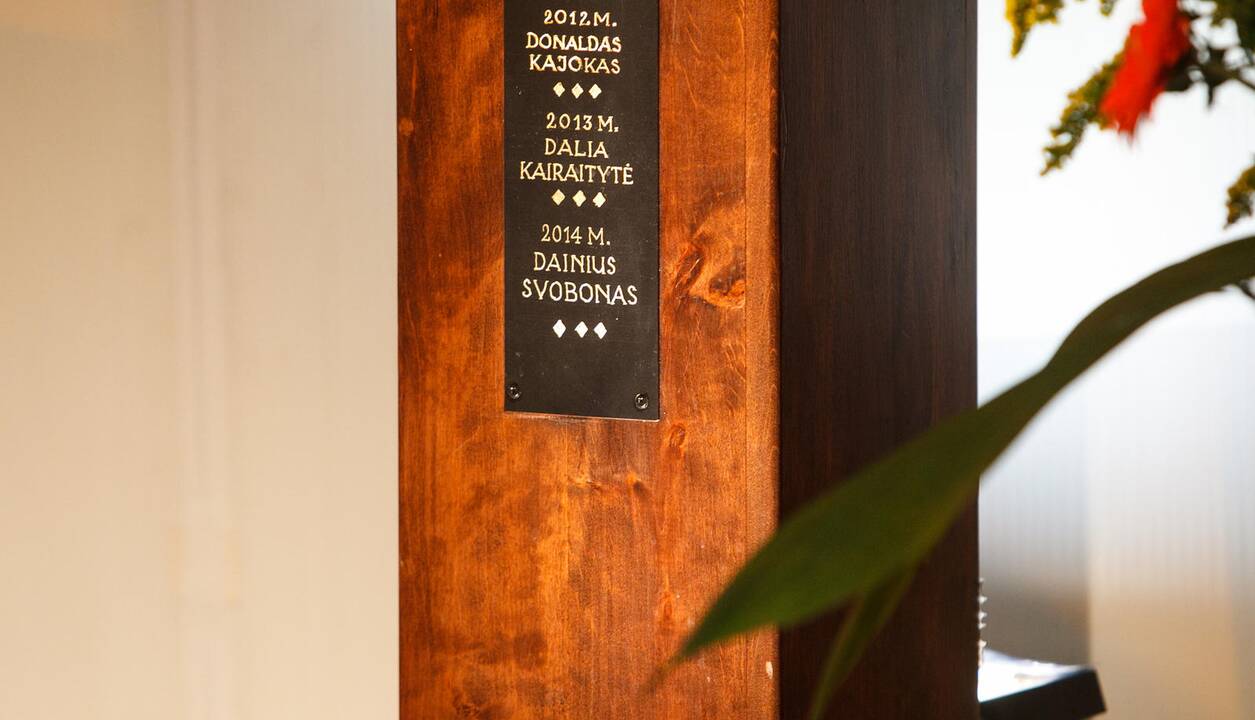 2012 M.
DONALDAS
KAJOKAS
2013 M.
DALIA
KAIRAITYTĖ
2014 M.
DAINIUS
SVOBONAS